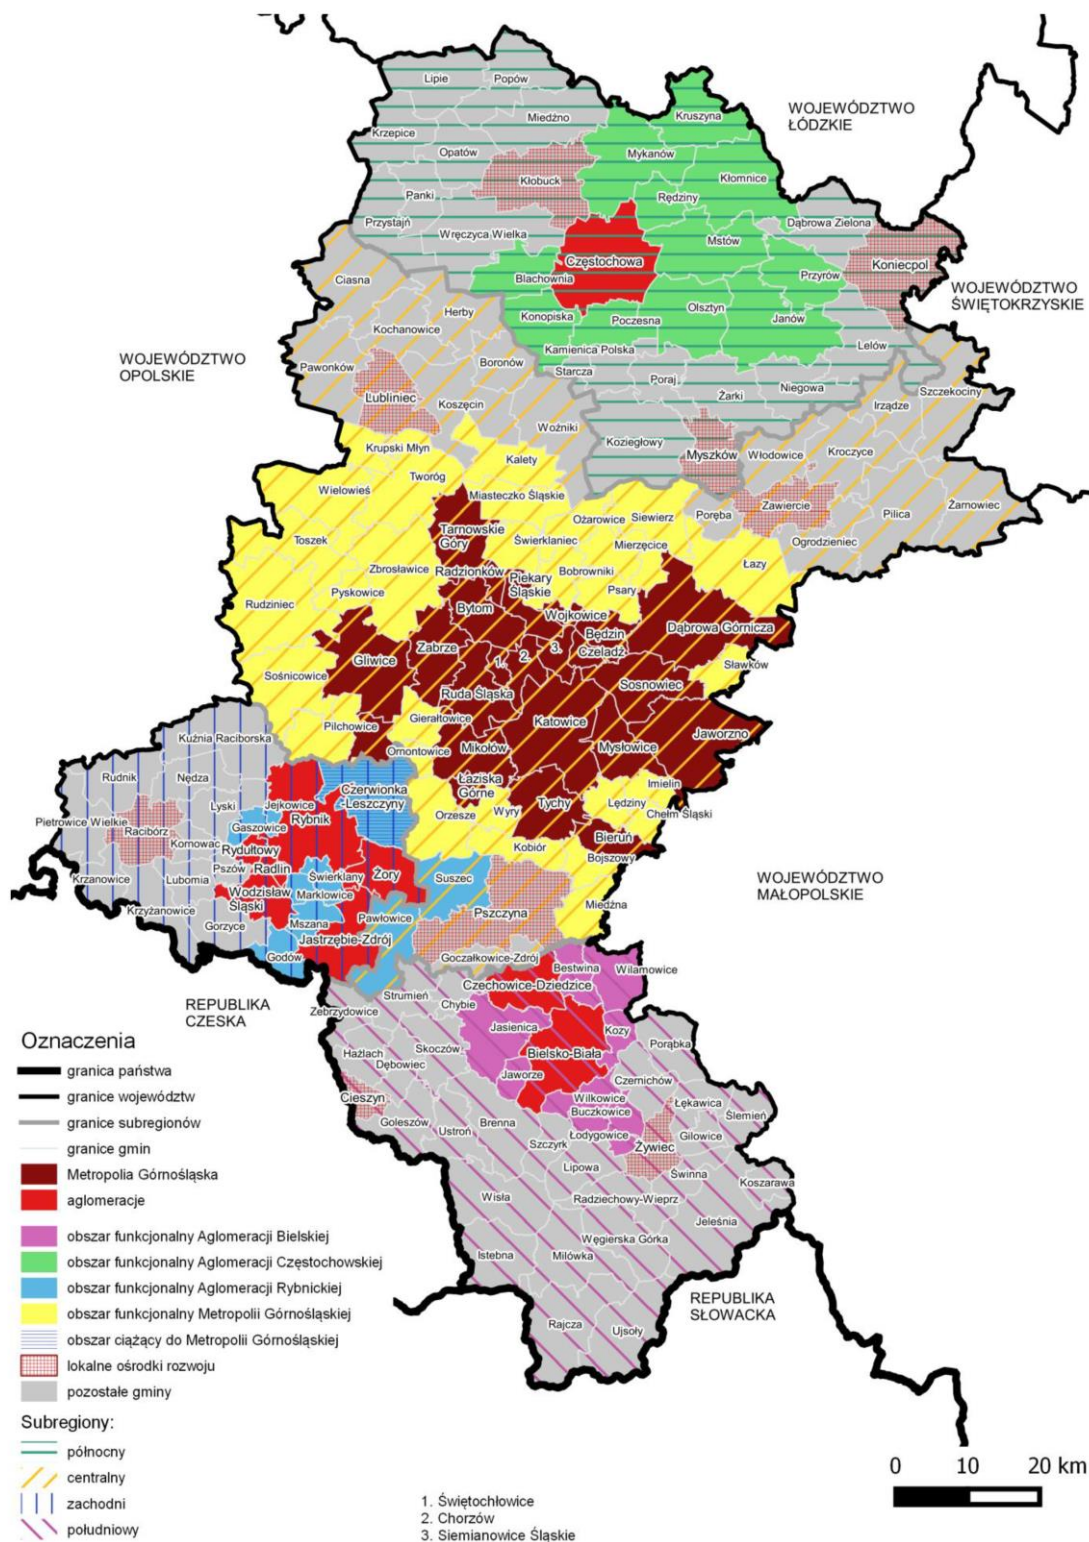 Lipie
Popów
Miedźno
Kruszyna
WOJEWÓDZTWO
ŁÓDZKIE
Krzepice
Opatów
Mykanów
Kłobuck
Kłomnice
Panki
Rędziny
Przystajń
Dąbrowa Zielona
Wręczyca Wielka
Mstów
Częstochowa
Koniecpol
Ciasna
Blachownia
Przyrów
WOJEWÓDZTWO
ŚWIĘTOKRZYSKIE
Herby
Olsztyn
Konopiska
Poczesna
Janów
Kochanowice
WOJEWÓDZTWO
OPOLSKIE
Kamienica Polska
Lelów
Pawonków
Boronów
Starcza
Poraj
Niegowa
Szczekociny
Lubliniec
Żarki
Koszęcin
Irządze
Woźniki
Koziegłowy
Krupski Młyn
Myszków
Włodowice
Kroczyce
Kalety
Tworóg
Wielowieś
Miasteczko Śląskie
Zawiercie
Żarnowiec
Ożarowice
Siewierz
Poręba
Pilica
Tarnowskie
Góry
Toszek
Świerklaniec
Mierzęcice
Ogrodzieniec
Zbrosławice
Radzionków
Bobrowniki
Łazy
Piekary
Śląskie
Rudziniec
Pyskowice
Psary
Bytom
Wojkowice
Dąbrowa Górnicza
Będzin
Zabrze
Czeladź
Gliwice
1.
2.
3.
Sławków
Sośnicowice
Sosnowiec
Ruda Śląska
Gierałtowice
Katowice
Pilchowice
Jaworzno
Kuźnia Raciborska
Omontowice
Mikołów
Mysłowice
Rudnik
Nędza
Czerwionka
-Leszczyny
Łaziska
Górne
Imielin
Lyski
Jejkowice
Tychy
Lędziny
Pietrowice Wielkie
Rybnik
Orzesze
Wyry
Chełm Śląski
Racibórz
Gaszowice
Kornowac
Rydułtowy
Bieruń
Kobiór
Bojszowy
Pszów
Radlin
Świerklany
Żory
Suszec
WOJEWÓDZTWO
MAŁOPOLSKIE
Krzanowice
Lubomia
Wodzisław
Śląski
Marklowice
Miedźna
Krzyżanowice
Pawłowice
Pszczyna
Gorzyce
Mszana
Jastrzębie-Zdrój
Godów
Goczałkowice-Zdrój
Bestwina
Wilamowice
Czechowice-Dziedzice
REPUBLIKA
CZESKA
Strumień
Zebrzydowice
Chybie
Jasienica
Kozy
Porąbka
Skoczów
Hażlach
Dębowiec
Bielsko-Biała
Jaworze
Czernichów
Cieszyn
Wilkowice
Łękawica
Buczkowice
Ślemień
Goleszów
Ustroń
Brenna
Szczyrk
Łodygowice
Gilowice
Żywiec
Lipowa
Świnna
Koszarawa
Wisła
Radziechowy-Wieprz
Jeleśnia
Węgierska Górka
Istebna
Milówka
REPUBLIKA
SŁOWACKA
Rajcza
Ujsoły
Oznaczenia
granica państwa
granice województw
granice subregionów
granice gmin
Metropolia Górnośląska
aglomeracje
obszar funkcjonalny Aglomeracji Bielskiej
obszar funkcjonalny Aglomeracji Częstochowskiej
obszar funkcjonalny Aglomeracji Rybnickiej
obszar funkcjonalny Metropolii Górnośląskiej
obszar ciążący do Metropolii Górnośląskiej
lokalne ośrodki rozwoju
pozostałe gminy
Subregiony:
północny
centralny
zachodni
południowy
0 10 20 km
1. Świętochłowice
2. Chorzów
3. Siemianowice Śląskie